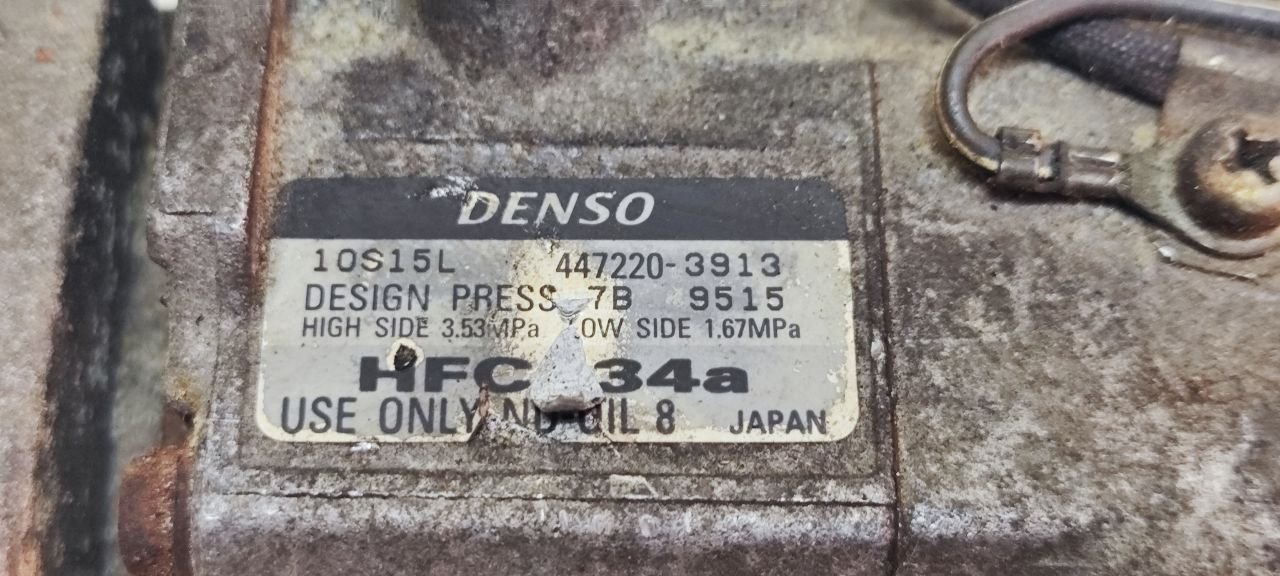 DENSO
10S15L 447220-3913
DESIGN PRESS 7B 9515
HIGH SIDE 3.53MPa OW SIDE 1.67MPa
HFC 34a
USE ONLY ND-OIL 8 JAPAN